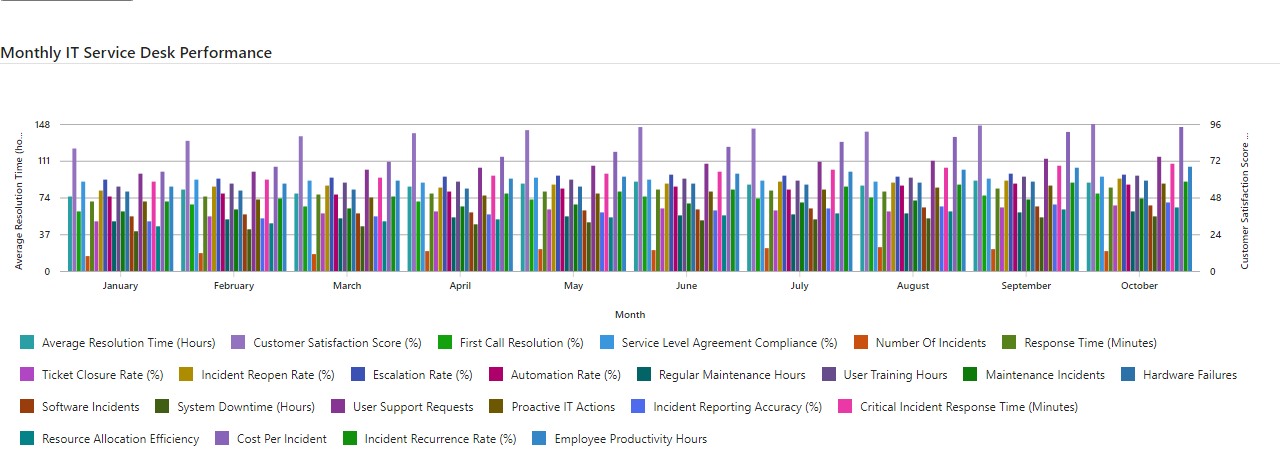 Monthly IT Service Desk Performance
Average Resolution Time (ho...
148
111
74
37
0
96
72
48
24
0
Customer Satisfaction Score ...
January February March April May June July August September October
Month
Average Resolution Time (Hours) Customer Satisfaction Score (%) First Call Resolution (%) Service Level Agreement Compliance (%) Number Of Incidents Response Time (Minutes)
Ticket Closure Rate (%) Incident Reopen Rate (%) Escalation Rate (%) Automation Rate (%) Regular Maintenance Hours User Training Hours Maintenance Incidents Hardware Failures
Software Incidents System Downtime (Hours) User Support Requests Proactive IT Actions Incident Reporting Accuracy (%) Critical Incident Response Time (Minutes)
Resource Allocation Efficiency Cost Per Incident Incident Recurrence Rate (%) Employee Productivity Hours